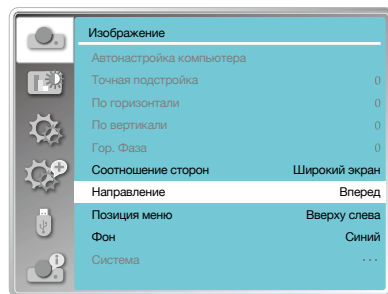 Изображение
Автонастройка компьютера
Точная подстройка 0
По горизонтали 0
По вертикали 0
Гор. Фаза 0
Соотношение сторон Широкий экран
Направление Вперед
Позиция меню Вверху слева
Фон Синий
Система ...